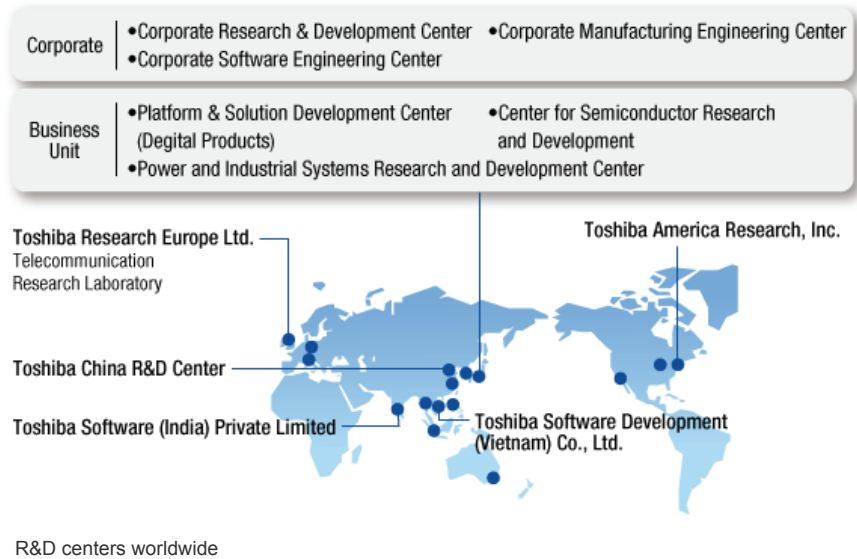 Corporate
•Corporate Research & Development Center •Corporate Manufacturing Engineering Center
•Corporate Software Engineering Center
Business
Unit
•Platform & Solution Development Center
(Degital Products)
•Center for Semiconductor Research
and Development
•Power and Industrial Systems Research and Development Center
Toshiba Research Europe Ltd.
Telecommunication
Research Laboratory
Toshiba America Research, Inc.
Toshiba China R&D Center
Toshiba Software (India) Private Limited
Toshiba Software Development
(Vietnam) Co., Ltd.
R&D centers worldwide